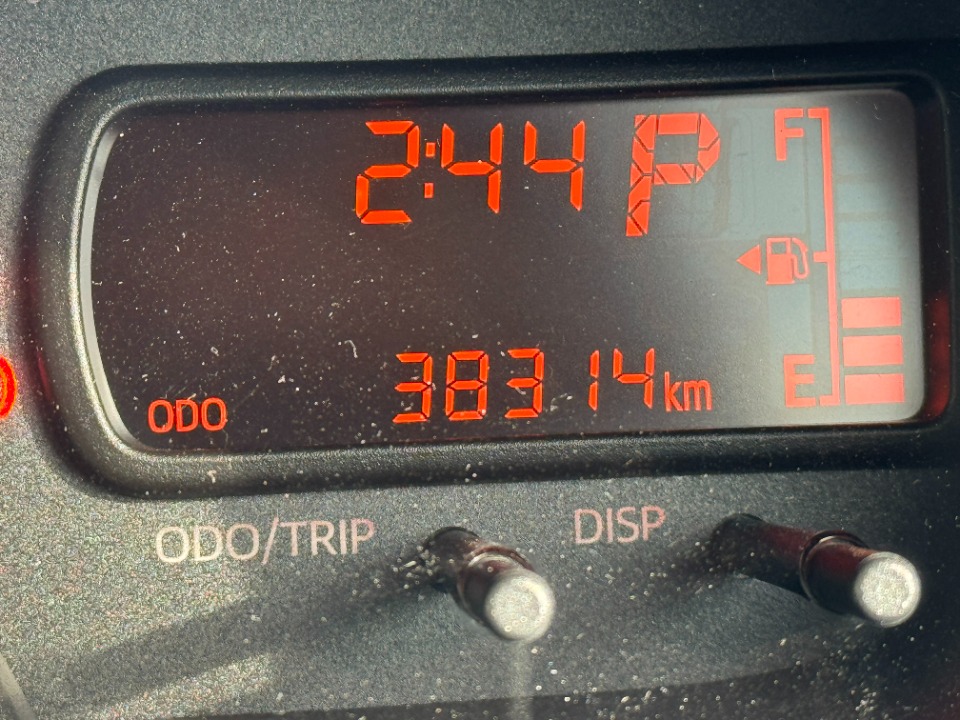 2:44 P F
E
ODO 38314 km
ODO/TRIP DISP